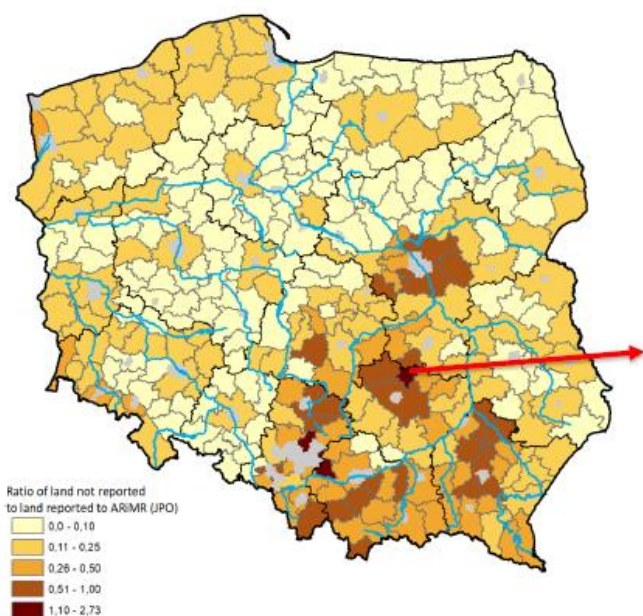 Ratio of land not reported
to land reported to ARiMR (JPO)
0,0 - 0,10
0,11 - 0,25
0,26 - 0,50
0,51 - 1,00
1,10 - 2,73